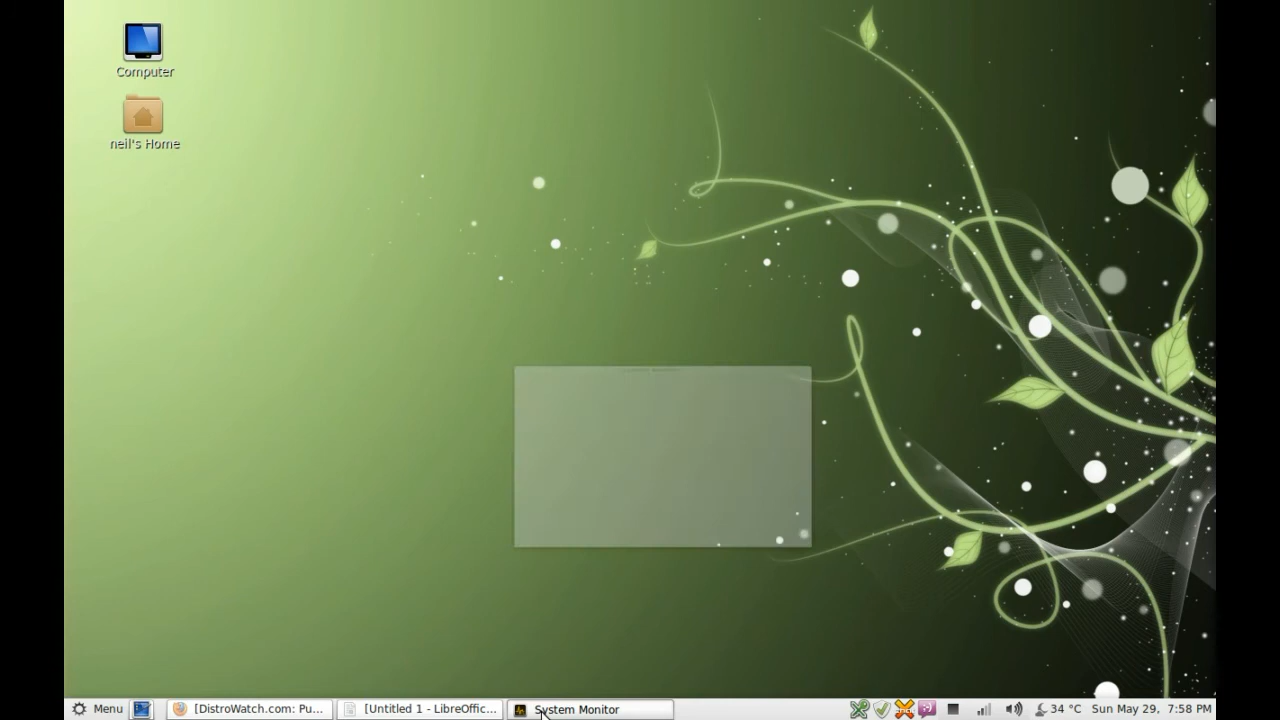 Computer
neil's Home
Menu
[DistroWatch.com: Pu...
[Untitled 1 - LibreOffic...
System Monitor
34 °C
Sun May 29, 7:58 PM